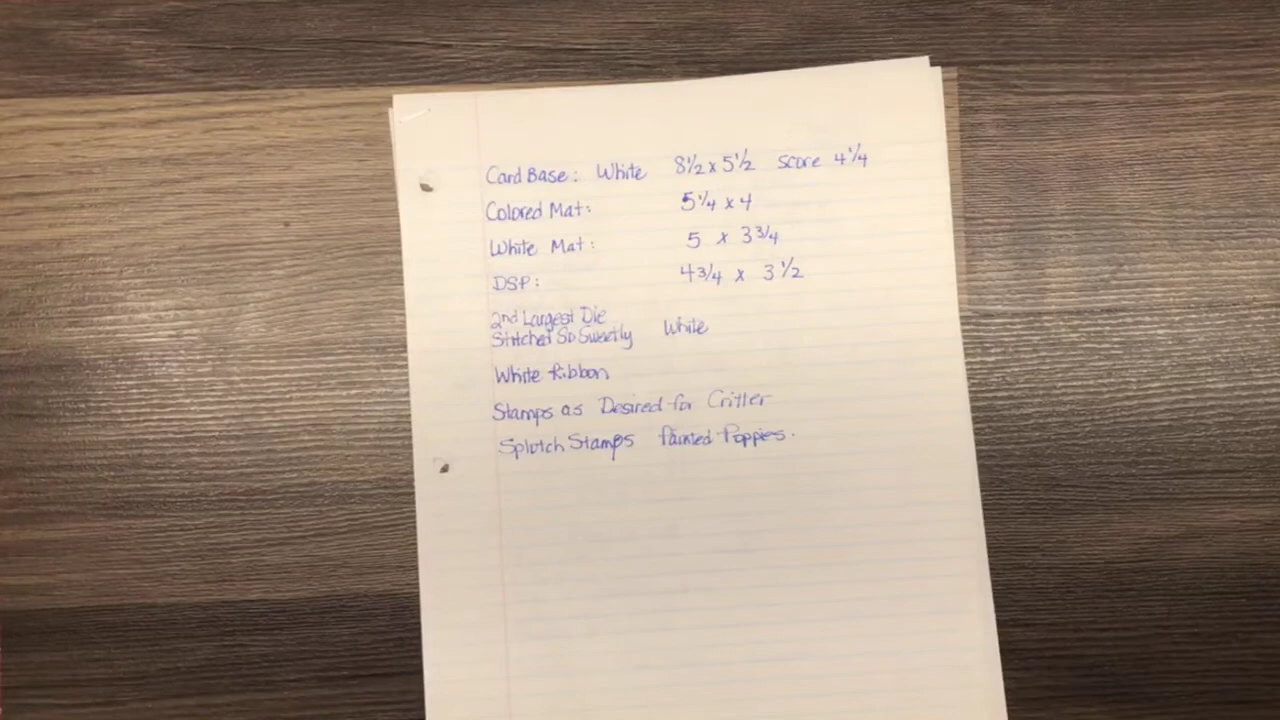 Card Base: White 8½ x 5½ Score 4¼
Colored Mat: 5¼ x 4
White Mat: 5 x 3¾
DSP: 4¾ x 3½
2nd Largest Die
Stitched So Sweetly White
White Ribbon
Stamps as Desired for Critter
Splotch Stamps Painted Poppies.